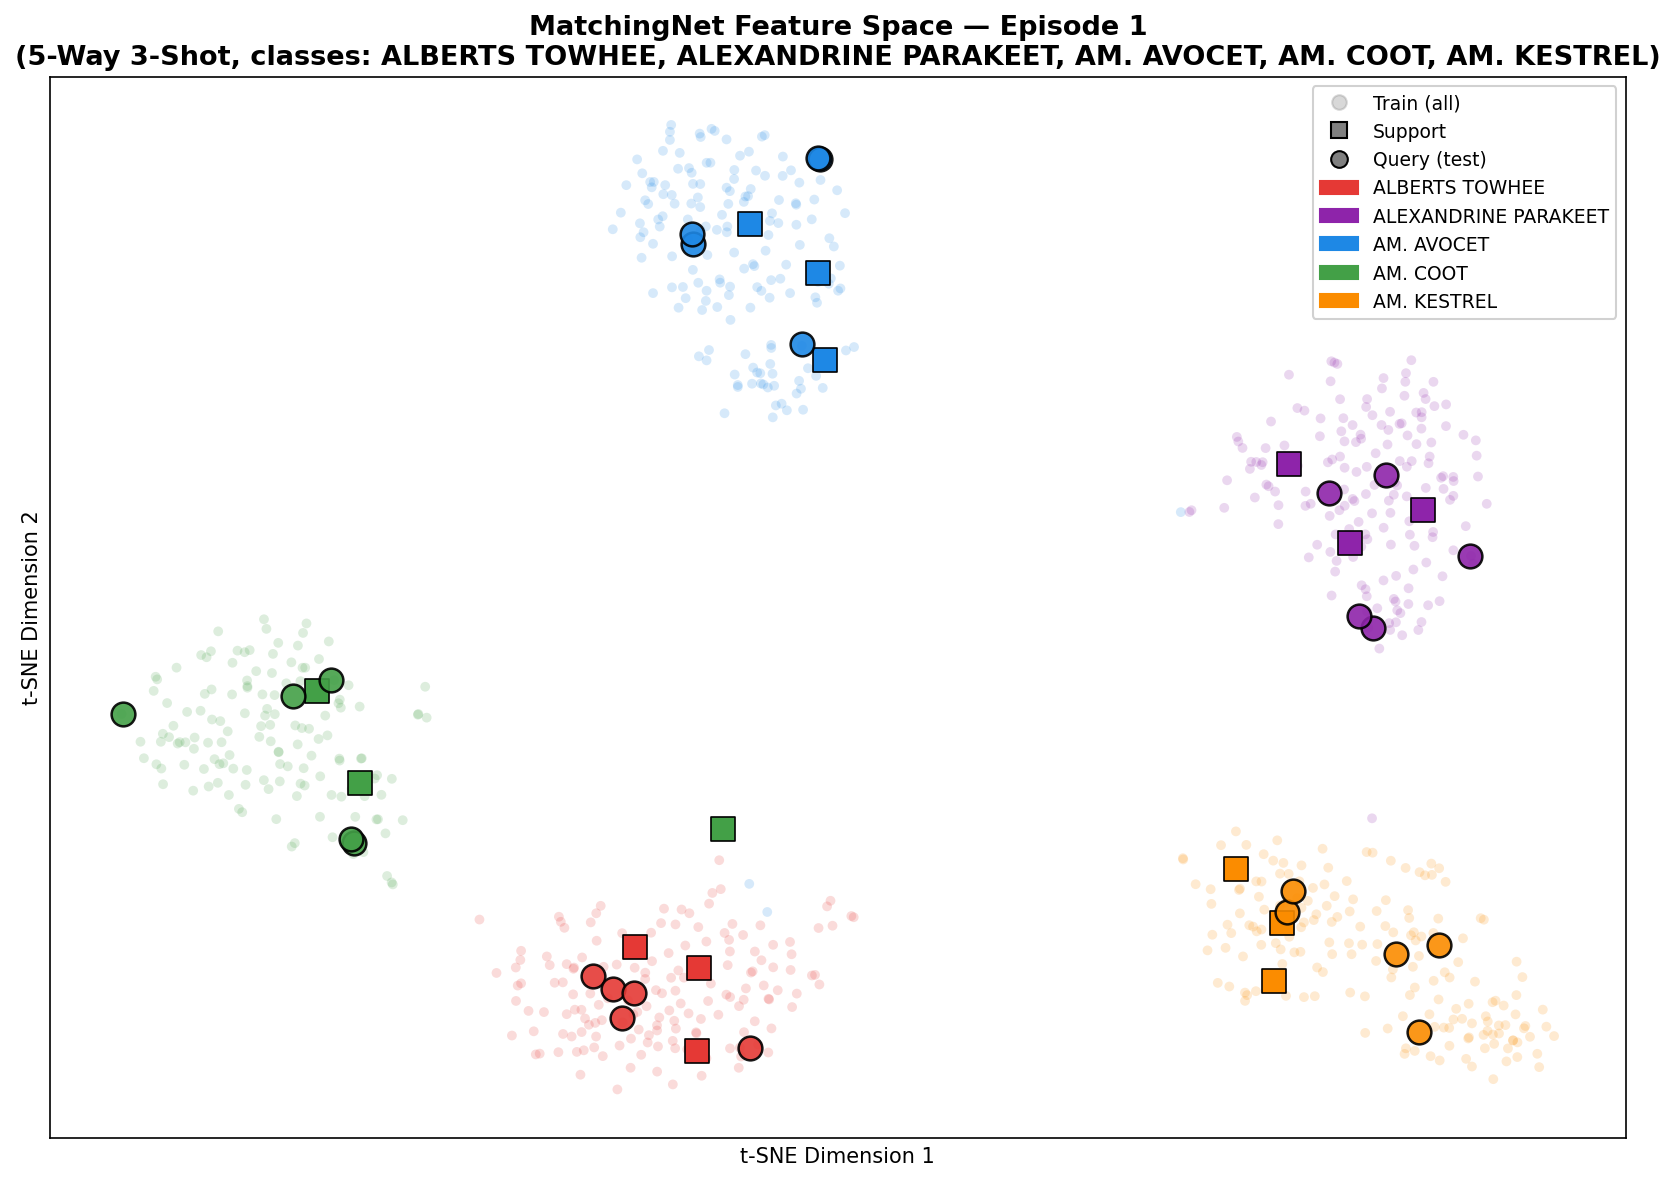 MatchingNet Feature Space — Episode 1
(5-Way 3-Shot, classes: ALBERTS TOWHEE, ALEXANDRINE PARAKEET, AM. AVOCET, AM. COOT, AM. KESTREL)
Train (all)
Support
Query (test)
ALBERTS TOWHEE
ALEXANDRINE PARAKEET
AM. AVOCET
AM. COOT
AM. KESTREL
t-SNE Dimension 2
t-SNE Dimension 1